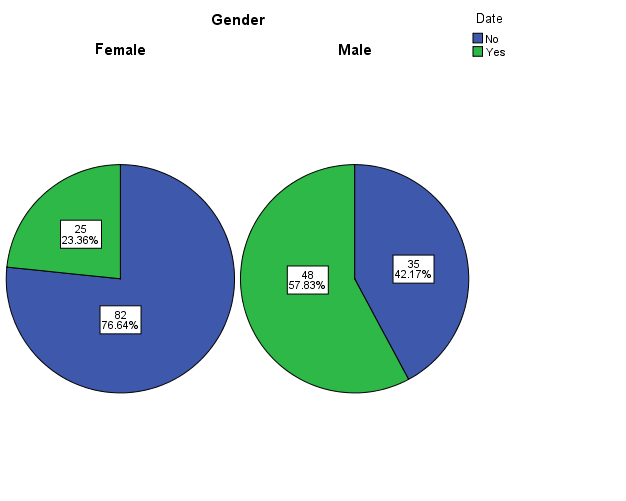 Gender
Female
Male
Date
No
Yes
25
23.36%
82
76.64%
48
57.83%
35
42.17%